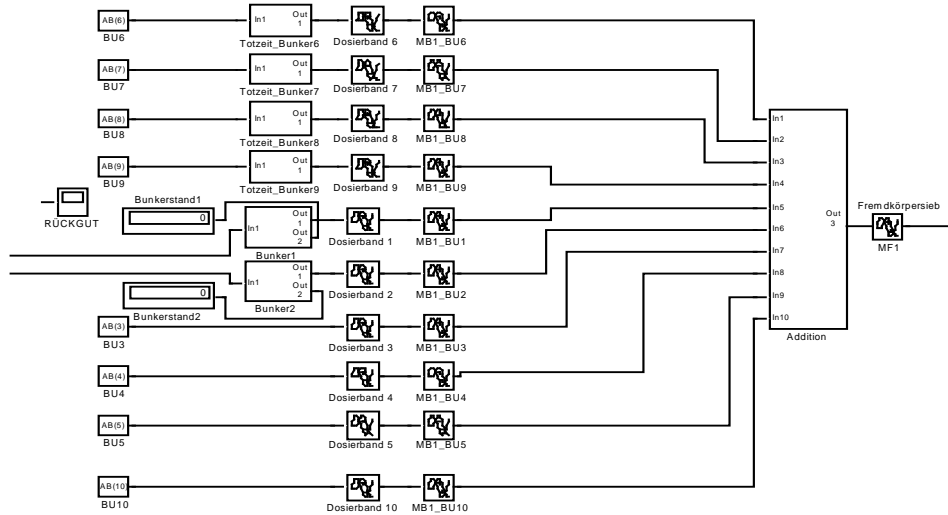 AB(6)
BU6
In1
Out
1
Totzeit_Bunker6
Dosierband 6
MB1_BU6
AB(7)
BU7
In1
Out
1
Totzeit_Bunker7
Dosierband 7
MB1_BU7
AB(8)
BU8
In1
Out
1
Totzeit_Bunker8
Dosierband 8
MB1_BU8
AB(9)
BU9
In1
Out
1
Totzeit_Bunker9
Dosierband 9
MB1_BU9
RÜCKGUT
Bunkerstand1
0
In1
Out
1
Out
2
Bunker1
Dosierband 1
MB1_BU1
0
Bunkerstand2
In1
Out
1
Out
2
Bunker2
Dosierband 2
MB1_BU2
AB(3)
BU3
Dosierband 3
MB1_BU3
AB(4)
BU4
Dosierband 4
MB1_BU4
AB(5)
BU5
Dosierband 5
MB1_BU5
AB(10)
BU10
Dosierband 10
MB1_BU10
In1
In2
In3
In4
In5
In6
In7
In8
In9
In10
Out
3
Addition
Fremdkörpersieb
MF1